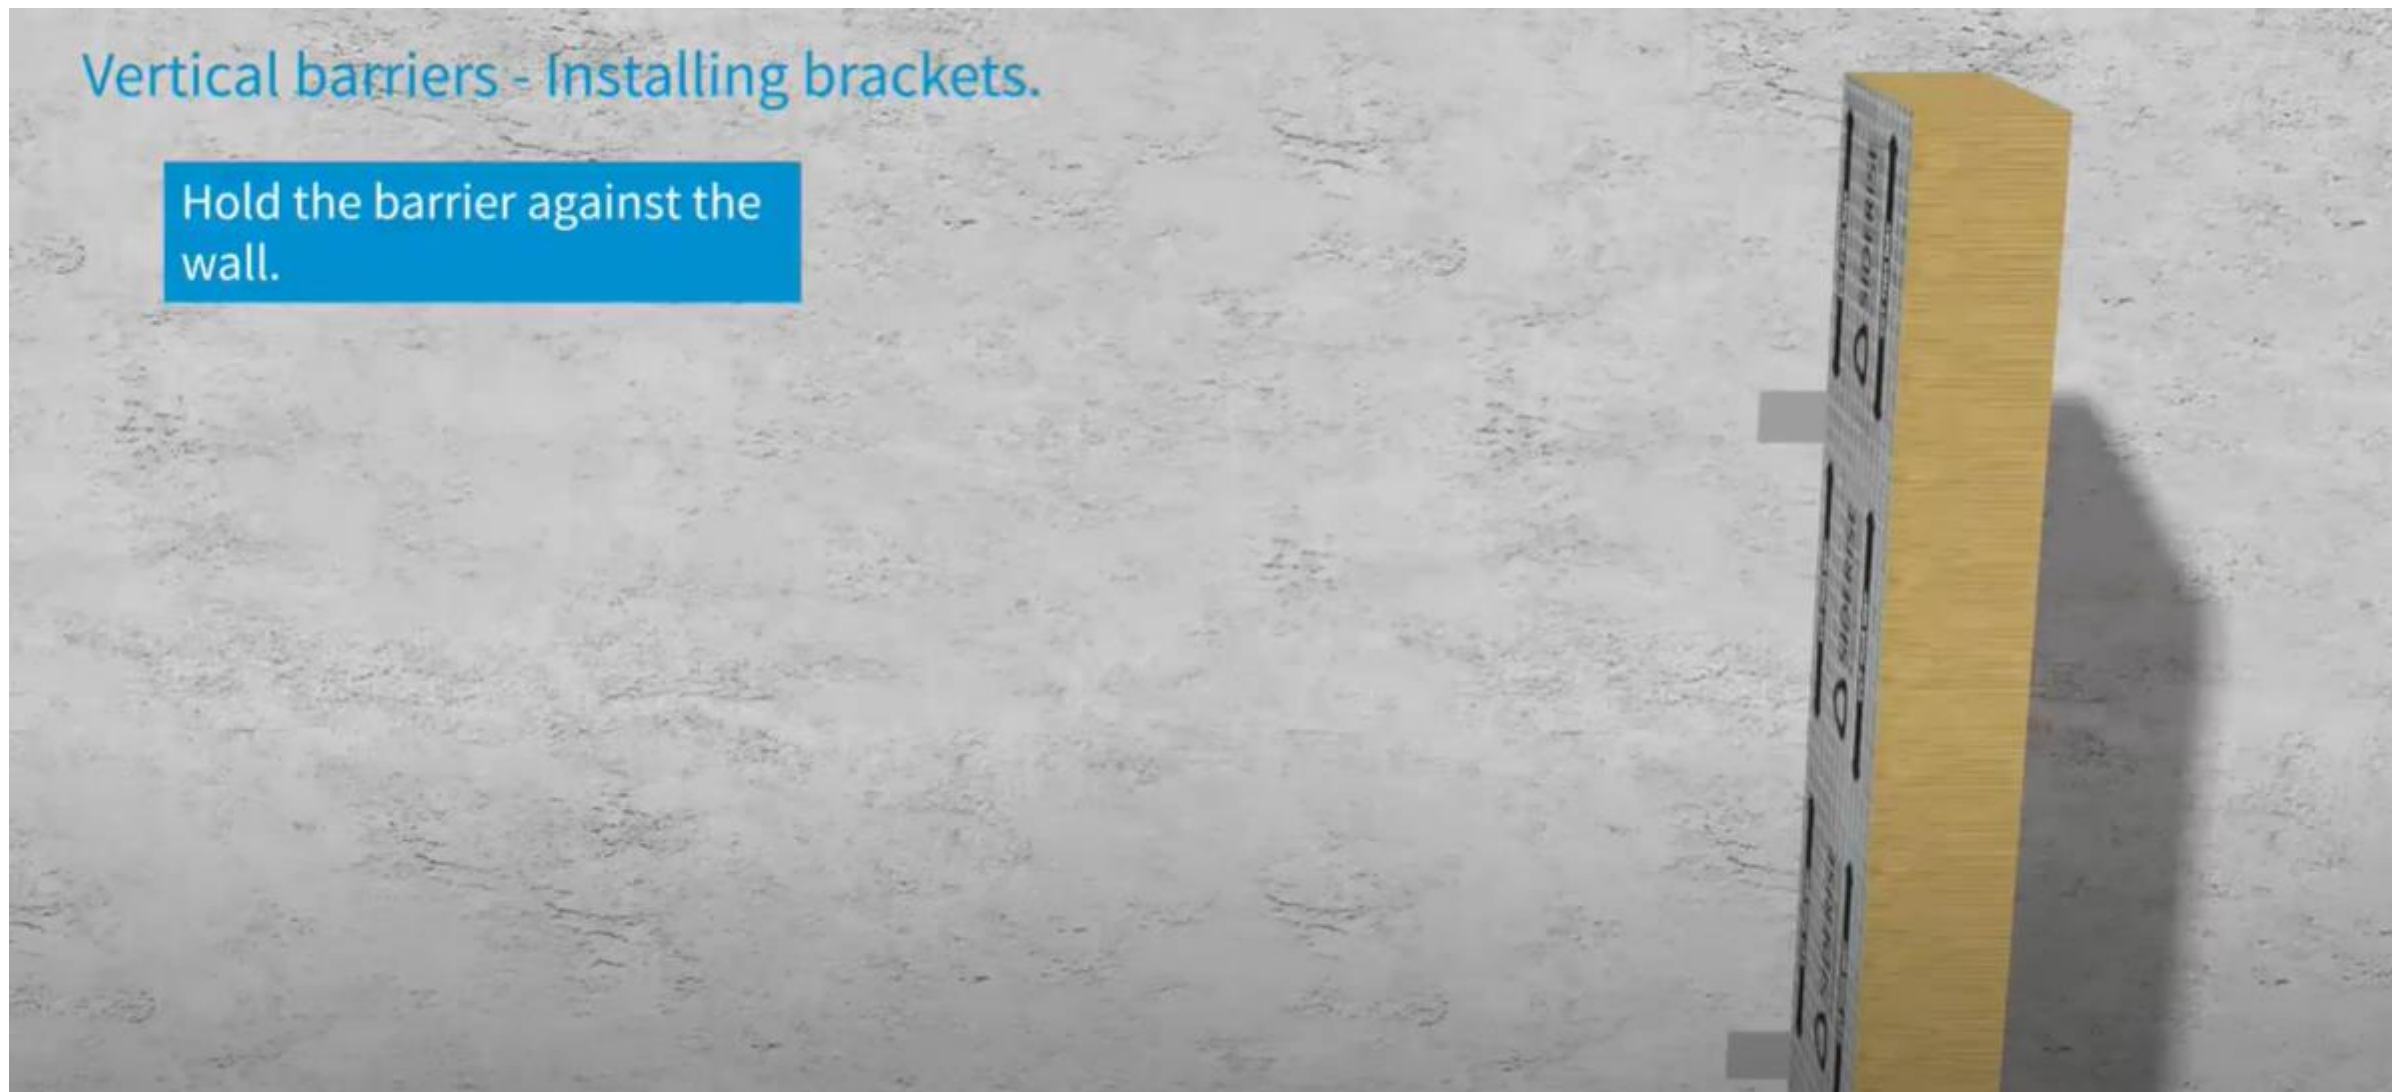 Vertical barriers - Installing brackets.
Hold the barrier against the
wall.